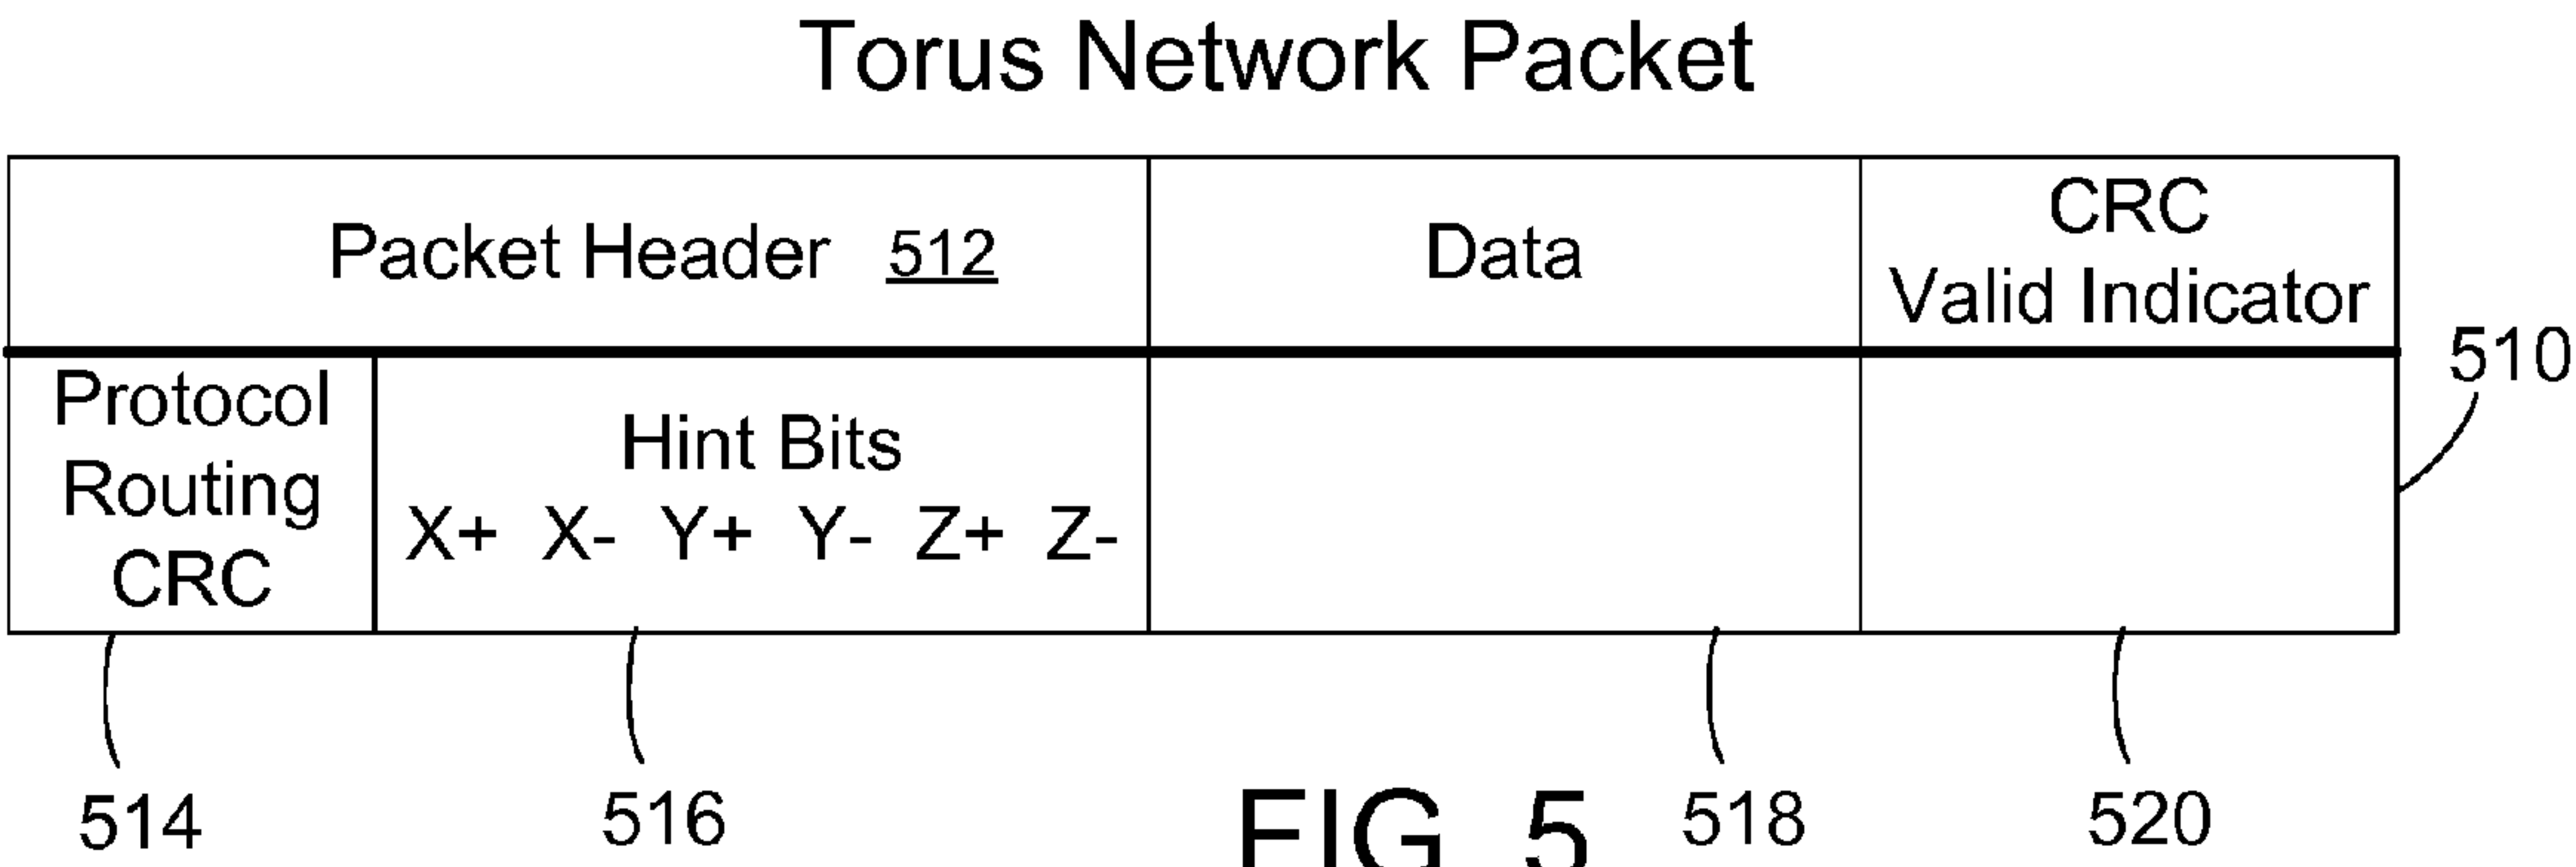 Torus Network Packet
Packet Header 512
Data
CRC
Valid Indicator
510
Protocol
Routing
CRC
Hint Bits
X+ X- Y+ Y- Z+ Z-
514
516
518
520
FIG. 5